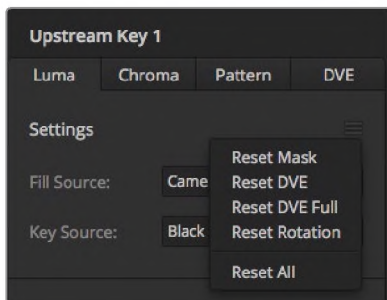 Upstream Key 1
Luma Chroma Pattern DVE
Settings
Reset Mask
Fill Source: Came Reset DVE
Reset DVE Full
Key Source: Black Reset Rotation
Reset All